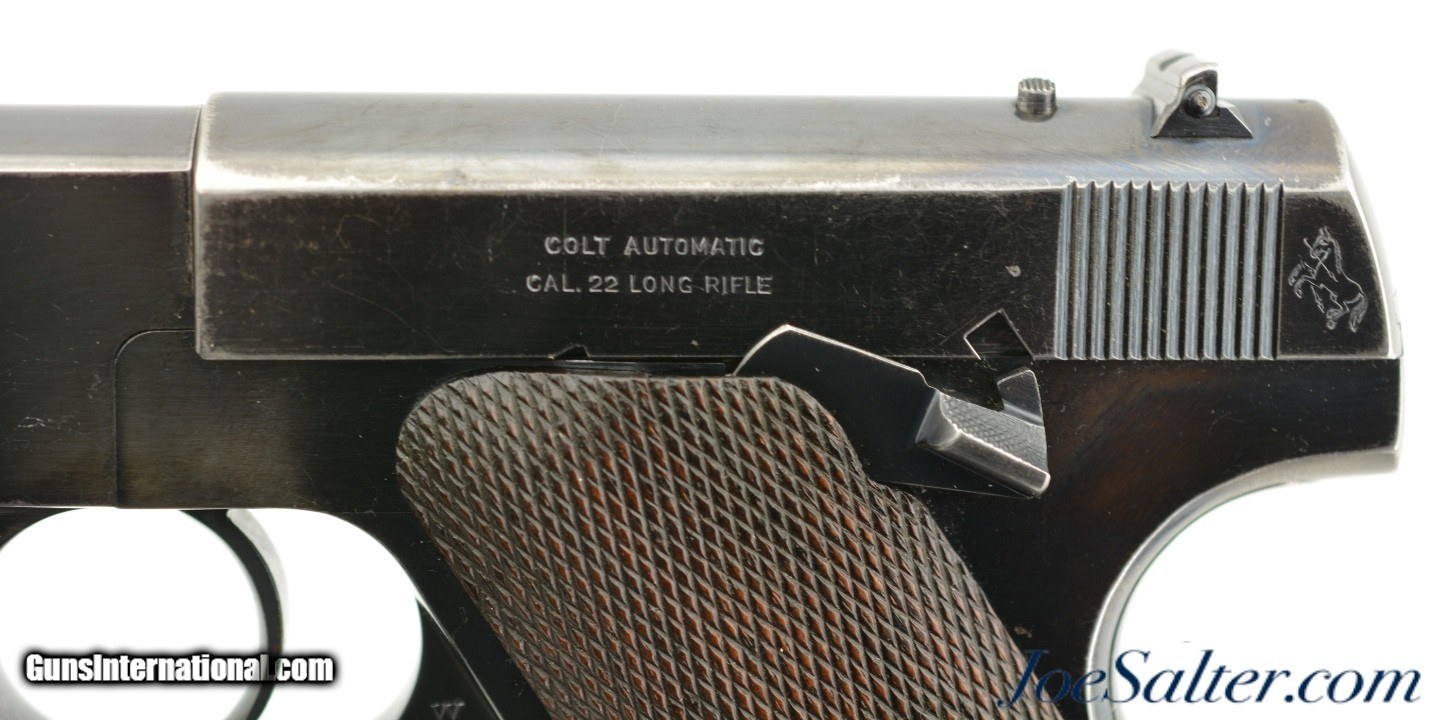 COLT AUTOMATIC
CAL. 22 LONG RIFLE
W
GunsInternational.com
JoeSalter.com